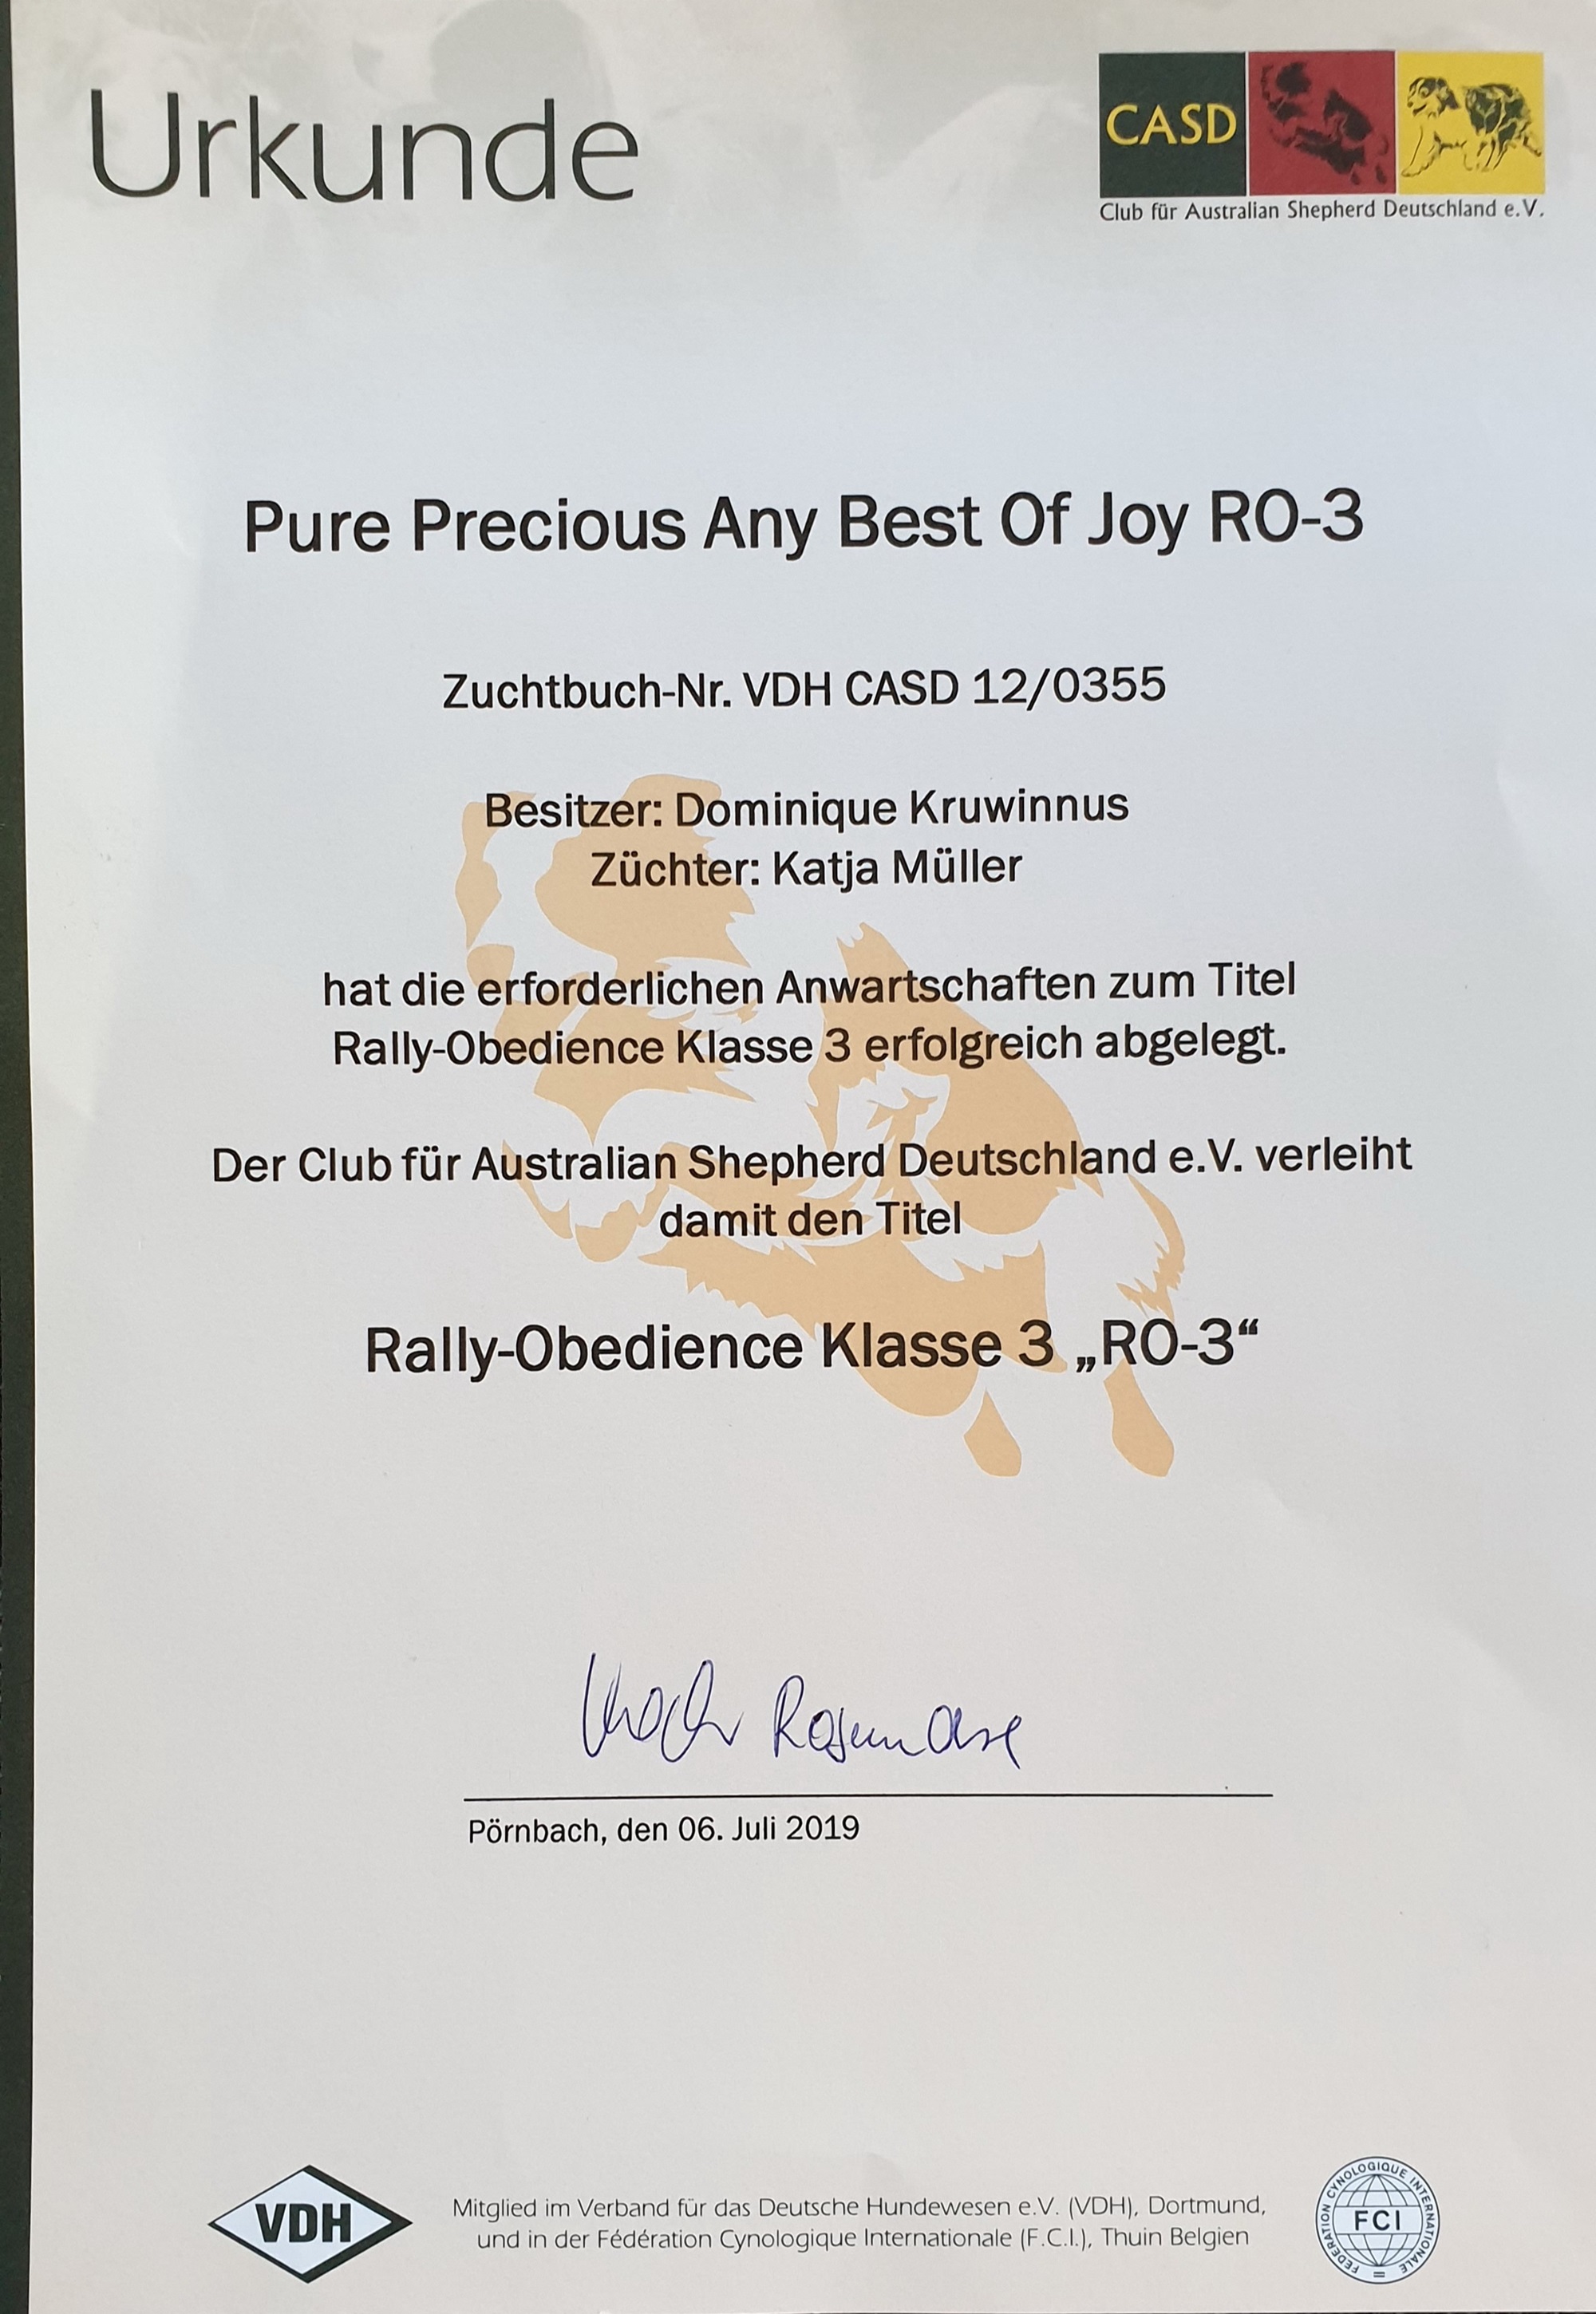 Urkunde
CASD
Club für Australian Shepherd Deutschland e.V.
Pure Precious Any Best Of Joy RO-3
Zuchtbuch-Nr. VDH CASD 12/0355
Besitzer: Dominique Kruwinnus
Züchter: Katja Müller
hat die erforderlichen Anwartschaften zum Titel
Rally-Obedience Klasse 3 erfolgreich abgelegt.
Der Club für Australian Shepherd Deutschland e.V. verleiht
damit den Titel
Rally-Obedience Klasse 3 „RO-3“
Pörnbach, den 06. Juli 2019
VDH
Mitglied im Verband für das Deutsche Hundewesen e.V. (VDH), Dortmund,
und in der Fédération Cynologique Internationale (F.C.I.), Thuin Belgien
FEDERATION CYNOLOGIQUE INTERNATIONALE
FCI